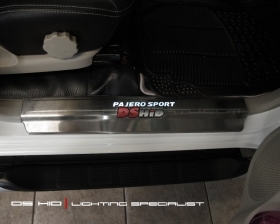 PAJERO SPORT
DSHID
DS HID | LIGHTING SPECIALIST